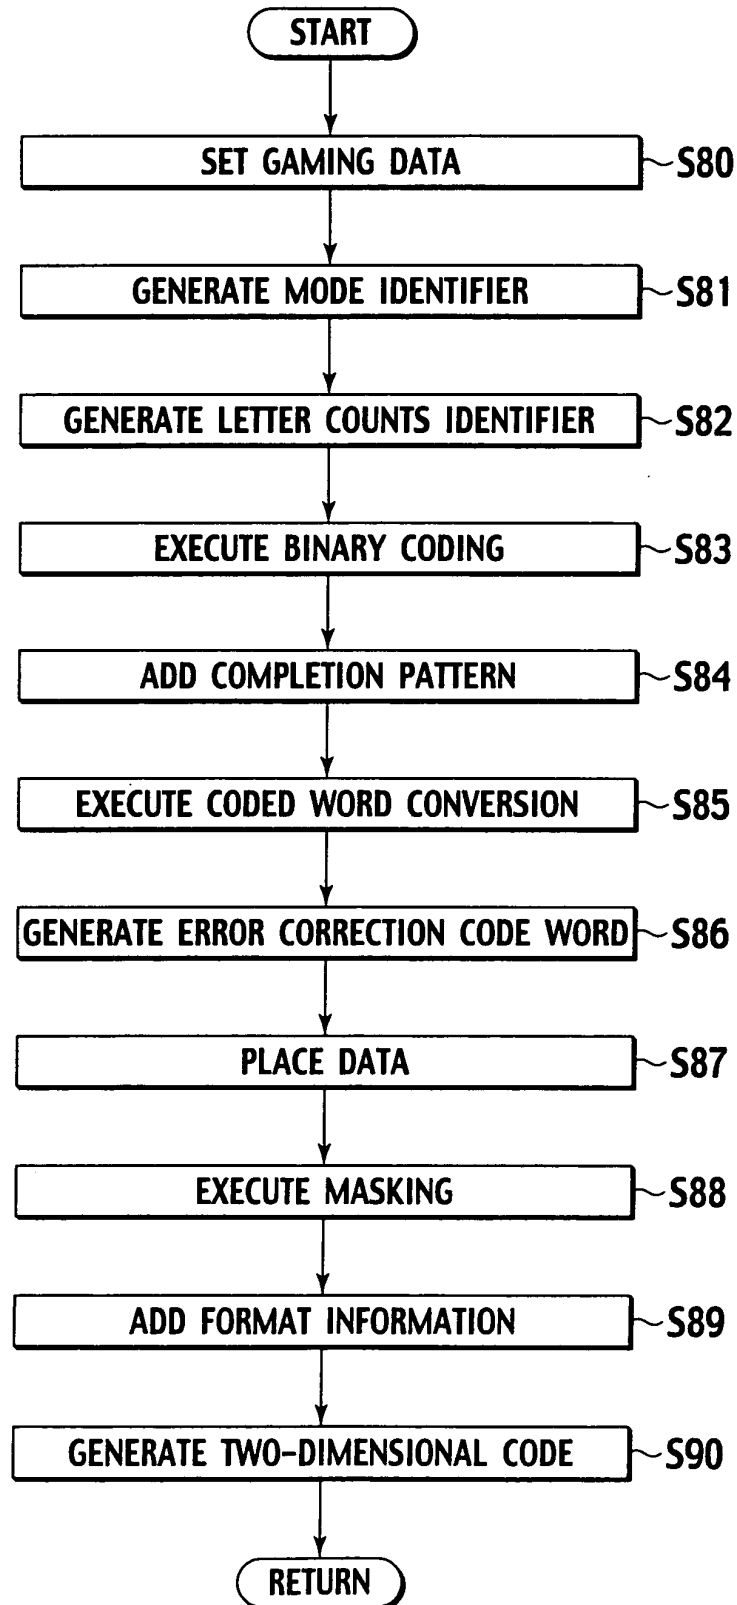 START
SET GAMING DATA S80
GENERATE MODE IDENTIFIER S81
GENERATE LETTER COUNTS IDENTIFIER S82
EXECUTE BINARY CODING S83
ADD COMPLETION PATTERN S84
EXECUTE CODED WORD CONVERSION S85
GENERATE ERROR CORRECTION CODE WORD S86
PLACE DATA S87
EXECUTE MASKING S88
ADD FORMAT INFORMATION S89
GENERATE TWO-DIMENSIONAL CODE S90
RETURN